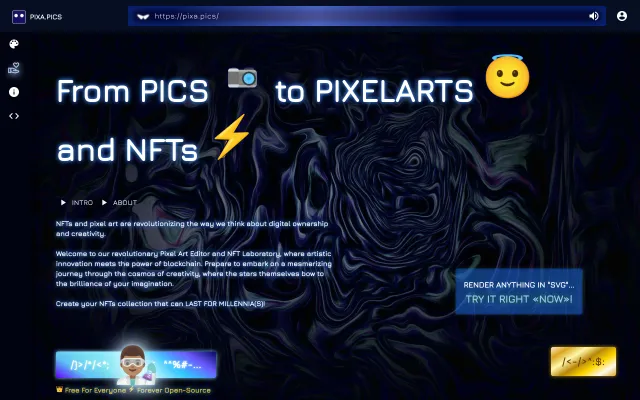 PIXA.PICS
https://pixa.pics/
From PICS to PIXELARTS
and NFTs
INTRO ABOUT
NFTs and pixel art are revolutionizing the way we think about digital ownership
and creativity.
Welcome to our revolutionary Pixel Art Editor and NFT Laboratory, where artistic
innovation meets the power of blockchain. Prepare to embark on a mesmerizing
journey through the cosmos of creativity, where the stars themselves bow to
the brilliance of your imagination.
Create your NFTs collection that can LAST FOR MILLENNIA(S)!
RENDER ANYTHING IN "SVG"...
TRY IT RIGHT «NOW»!
Free For Everyone Forever Open-Source